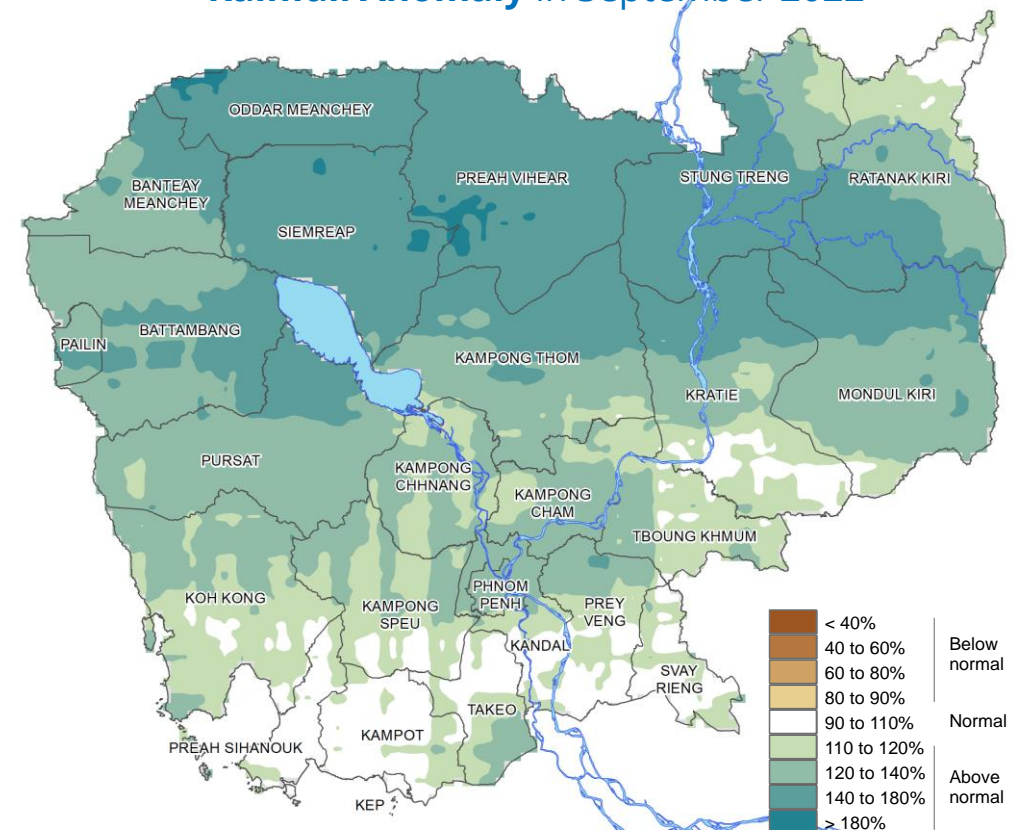 Rainfall Anomaly in September 2022
ODDAR MEANCHEY
BANTEAY
MEANCHEY
PREAH VIHEAR
STUNG TRENG
RATANAK KIRI
SIEMREAP
BATTAMBANG
PAILIN
KAMPONG THOM
KRATIE
MONDUL KIRI
PURSAT
KAMPONG
CHHNANG
KAMPONG
CHAM
TBOUNG KHMUM
KOH KONG
KAMPONG
SPEU
PHNOM
PENH
PREY
VENG
KANDAL
SVAY
RIENG
TAKEO
KAMPOT
PREAH SIHANOUK
KEP
< 40%
40 to 60%
60 to 80%
80 to 90%
Below
normal
90 to 110%
Normal
110 to 120%
120 to 140%
140 to 180%
> 180%
Above
normal